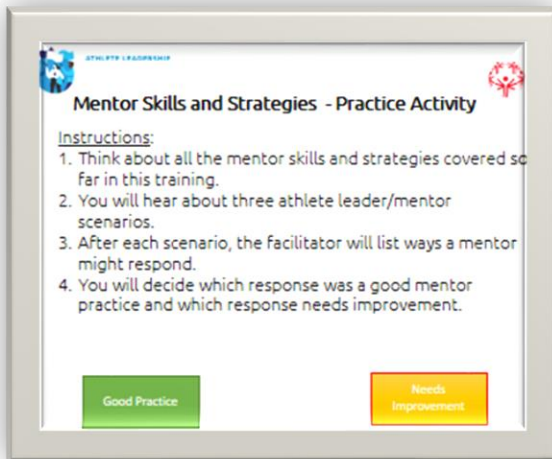 ATHLETE LEADERSHIP
Mentor Skills and Strategies - Practice Activity
Instructions:
1. Think about all the mentor skills and strategies covered so
far in this training.
2. You will hear about three athlete leader/mentor
scenarios.
3. After each scenario, the facilitator will list ways a mentor
might respond.
4. You will decide which response was a good mentor
practice and which response needs improvement.
Good Practice
Needs
Improvement